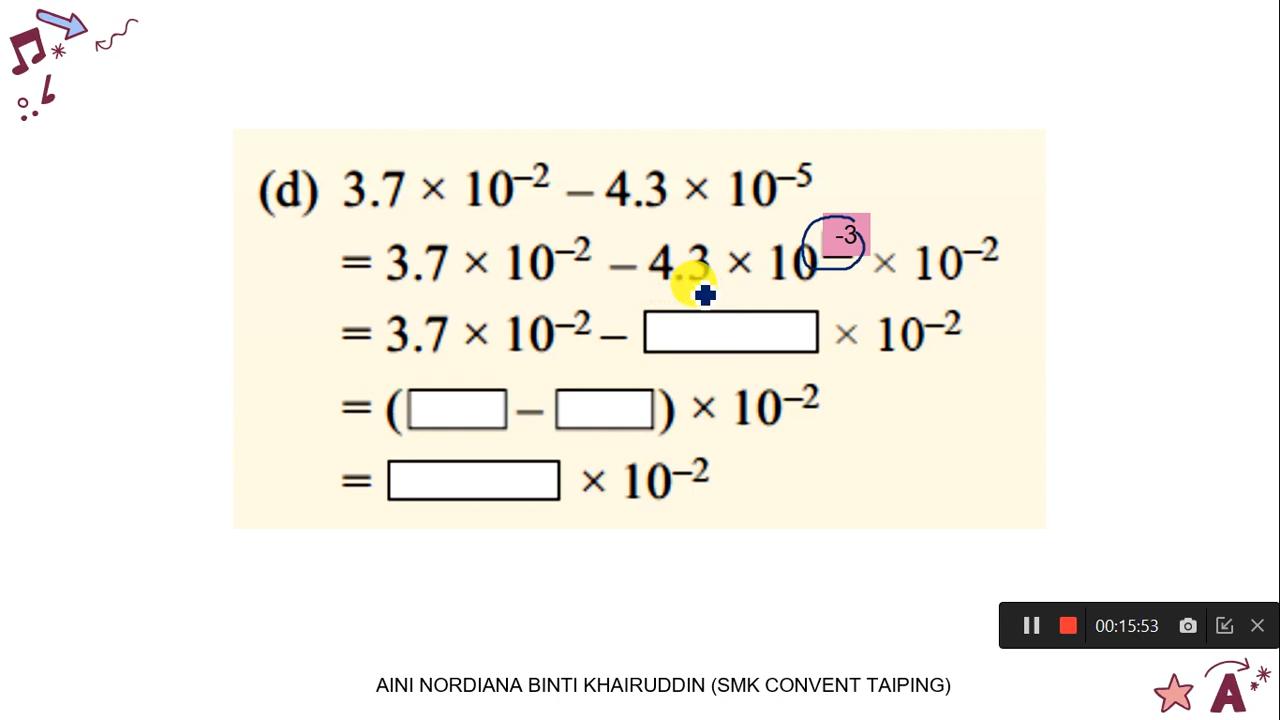 (d) 3.7 × 10⁻² – 4.3 × 10⁻⁵
= 3.7 × 10⁻² – 4.3 × 10⁻³ × 10⁻²
= 3.7 × 10⁻² – × 10⁻²
= ( – ) × 10⁻²
= × 10⁻²
00:15:53
AINI NORDIANA BINTI KHAIRUDDIN (SMK CONVENT TAIPING)
A